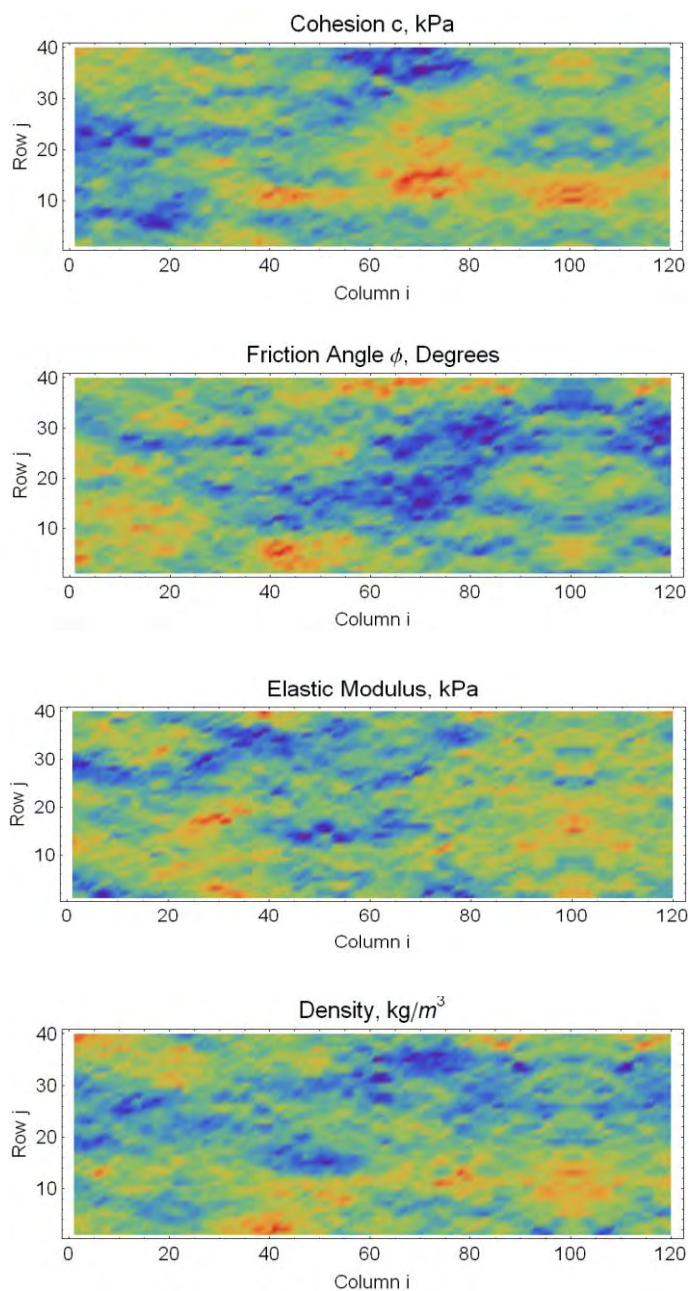 Cohesion c, kPa
40
30
20
10
Row j
0 20 40 60 80 100 120
Column i
Friction Angle ϕ, Degrees
40
30
20
10
Row j
0 20 40 60 80 100 120
Column i
Elastic Modulus, kPa
40
30
20
10
Row j
0 20 40 60 80 100 120
Column i
Density, kg/m³
40
30
20
10
Row j
0 20 40 60 80 100 120
Column i